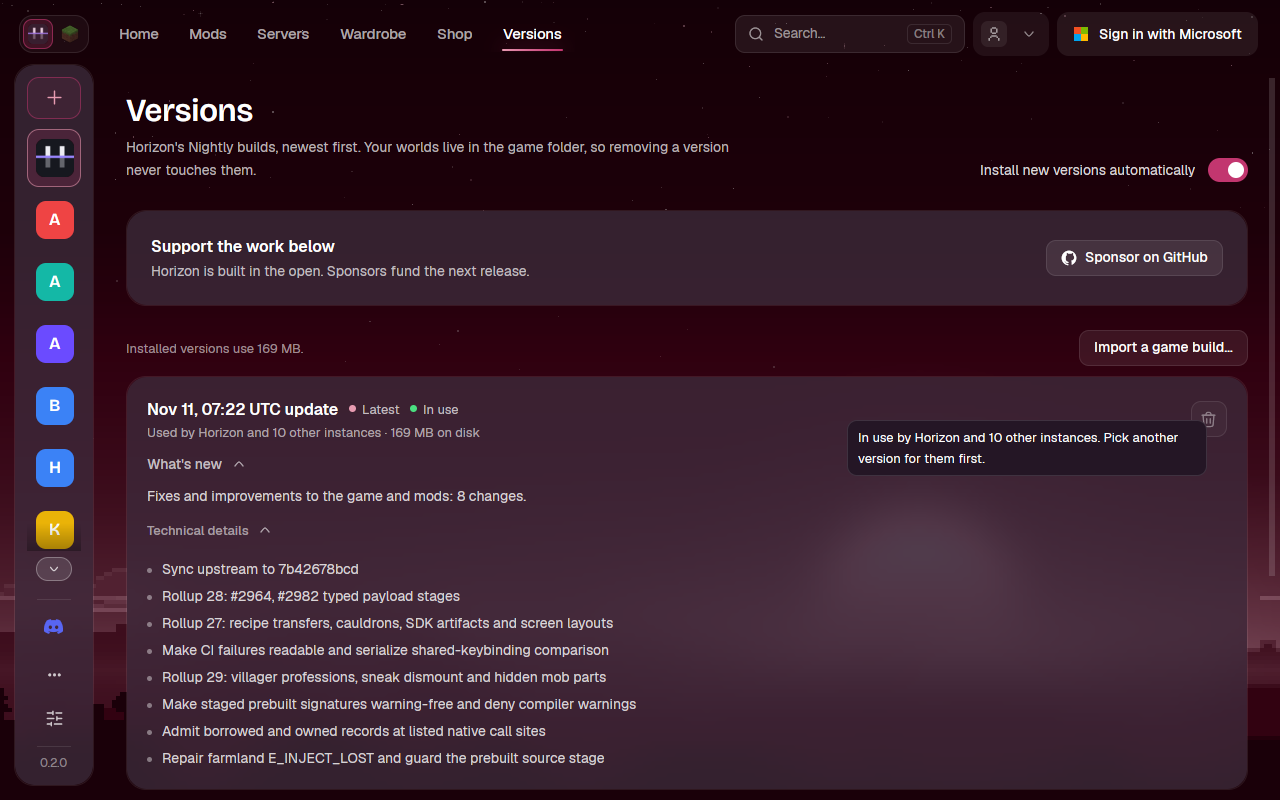 Home
Mods
Servers
Wardrobe
Shop
Versions
Search...
Ctrl K
Sign in with Microsoft
Versions
Horizon's Nightly builds, newest first. Your worlds live in the game folder, so removing a version
never touches them.
Install new versions automatically
Support the work below
Horizon is built in the open. Sponsors fund the next release.
Sponsor on GitHub
Installed versions use 169 MB.
Import a game build...
Nov 11, 07:22 UTC update
Latest
In use
Used by Horizon and 10 other instances · 169 MB on disk
In use by Horizon and 10 other instances. Pick another
version for them first.
What's new
Fixes and improvements to the game and mods: 8 changes.
Technical details
Sync upstream to 7b42678bcd
Rollup 28: #2964, #2982 typed payload stages
Rollup 27: recipe transfers, cauldrons, SDK artifacts and screen layouts
Make CI failures readable and serialize shared-keybinding comparison
Rollup 29: villager professions, sneak dismount and hidden mob parts
Make staged prebuilt signatures warning-free and deny compiler warnings
Admit borrowed and owned records at listed native call sites
Repair farmland E_INJECT_LOST and guard the prebuilt source stage
A
A
A
B
H
K
0.2.0